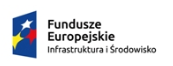 Fundusze
Europejskie
Infrastruktura i Środowisko